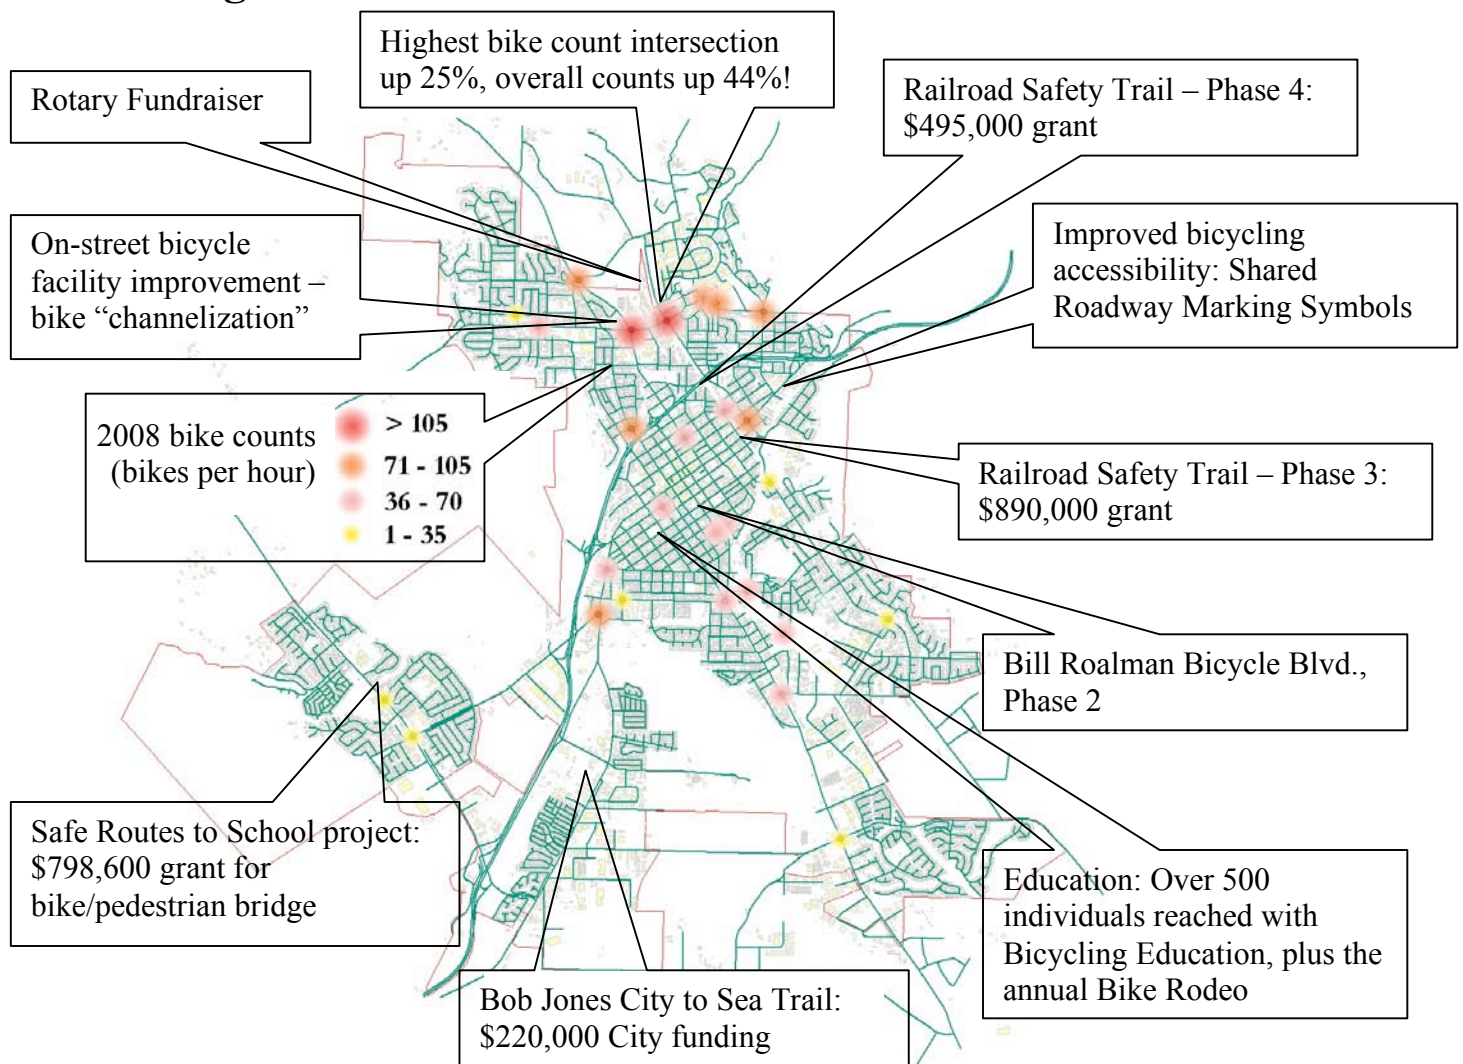 Highest bike count intersection
up 25%, overall counts up 44%!
Rotary Fundraiser
Railroad Safety Trail – Phase 4:
$495,000 grant
On-street bicycle
facility improvement –
bike “channelization”
Improved bicycling
accessibility: Shared
Roadway Marking Symbols
2008 bike counts
(bikes per hour)
> 105
71 - 105
36 - 70
1 - 35
Railroad Safety Trail – Phase 3:
$890,000 grant
Bill Roalman Bicycle Blvd.,
Phase 2
Safe Routes to School project:
$798,600 grant for
bike/pedestrian bridge
Education: Over 500
individuals reached with
Bicycling Education, plus the
annual Bike Rodeo
Bob Jones City to Sea Trail:
$220,000 City funding